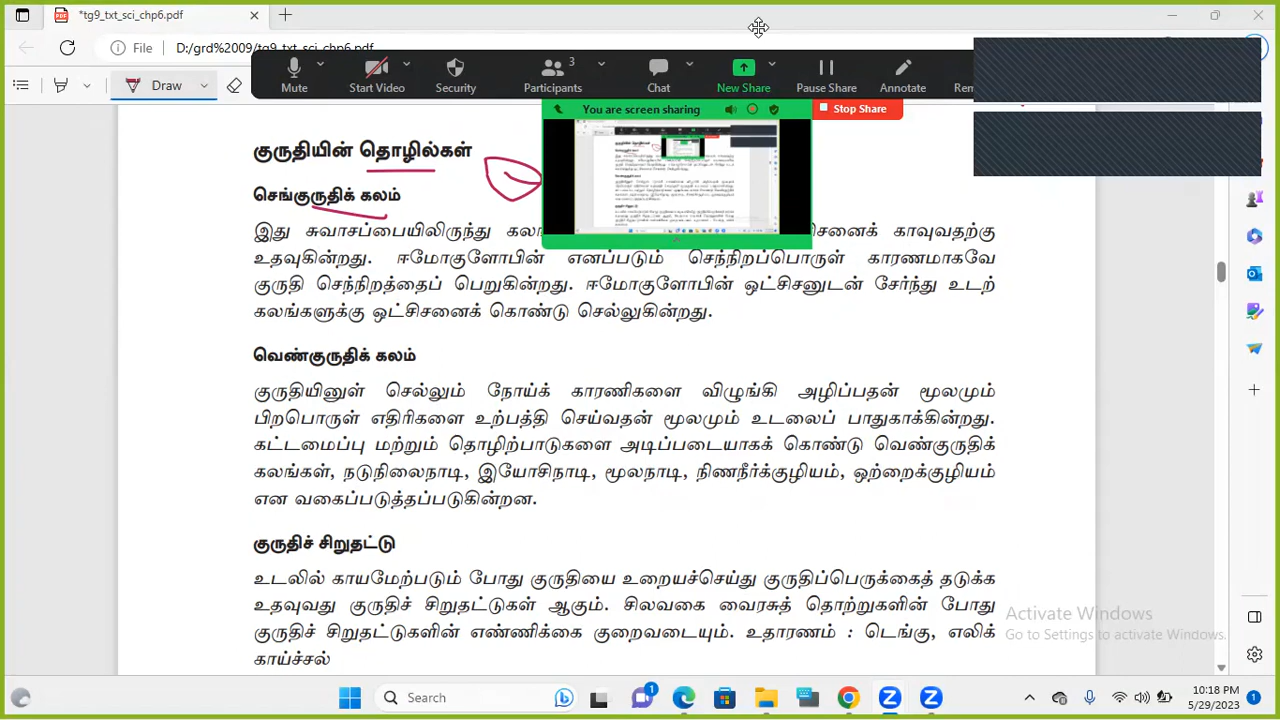 *tg9_txt_sci_chp6.pdf
File D:/grd%2009/tg9_txt_sci_chp6.pdf
Draw
Mute Start Video Security Participants 3 Chat New Share Pause Share Annotate
You are screen sharing Stop Share
குருதியின் தொழில்கள்
செங்குருதிக் கலம்
இது சுவாசப்பையிலிருந்து காவுவதற்கு
உதவுகின்றது. ஈமோகுளோபின் எனப்படும் செந்நிறப்பொருள் காரணமாகவே
குருதி செந்நிறத்தைப் பெறுகின்றது. ஈமோகுளோபின் ஒட்சிசனுடன் சேர்ந்து உடற்
கலங்களுக்கு ஒட்சிசனைக் கொண்டு செல்லுகின்றது.
வெண்குருதிக் கலம்
குருதியினுள் செல்லும் நோய்க் காரணிகளை விழுங்கி அழிப்பதன் மூலமும்
பிறபொருள் எதிரிகளை உற்பத்தி செய்வதன் மூலமும் உடலைப் பாதுகாக்கின்றது.
கட்டமைப்பு மற்றும் தொழிற்பாடுகளை அடிப்படையாகக் கொண்டு வெண்குருதிக்
கலங்கள், நடுநிலைநாடி, இயோசிநாடி, மூலநாடி, நிணநீர்க்குழியம், ஒற்றைக்குழியம்
என வகைப்படுத்தப்படுகின்றன.
குருதிச் சிறுதட்டு
உடலில் காயமேற்படும் போது குருதியை உறையச்செய்து குருதிப்பெருக்கைத் தடுக்க
உதவுவது குருதிச் சிறுதட்டுகள் ஆகும். சிலவகை வைரசுத் தொற்றுகளின் போது
குருதிச் சிறுதட்டுகளின் எண்ணிக்கை குறைவடையும். உதாரணம் : டெங்கு, எலிக்
காய்ச்சல்
Activate Windows
Go to Settings to activate Windows.
Search
10:18 PM
5/29/2023